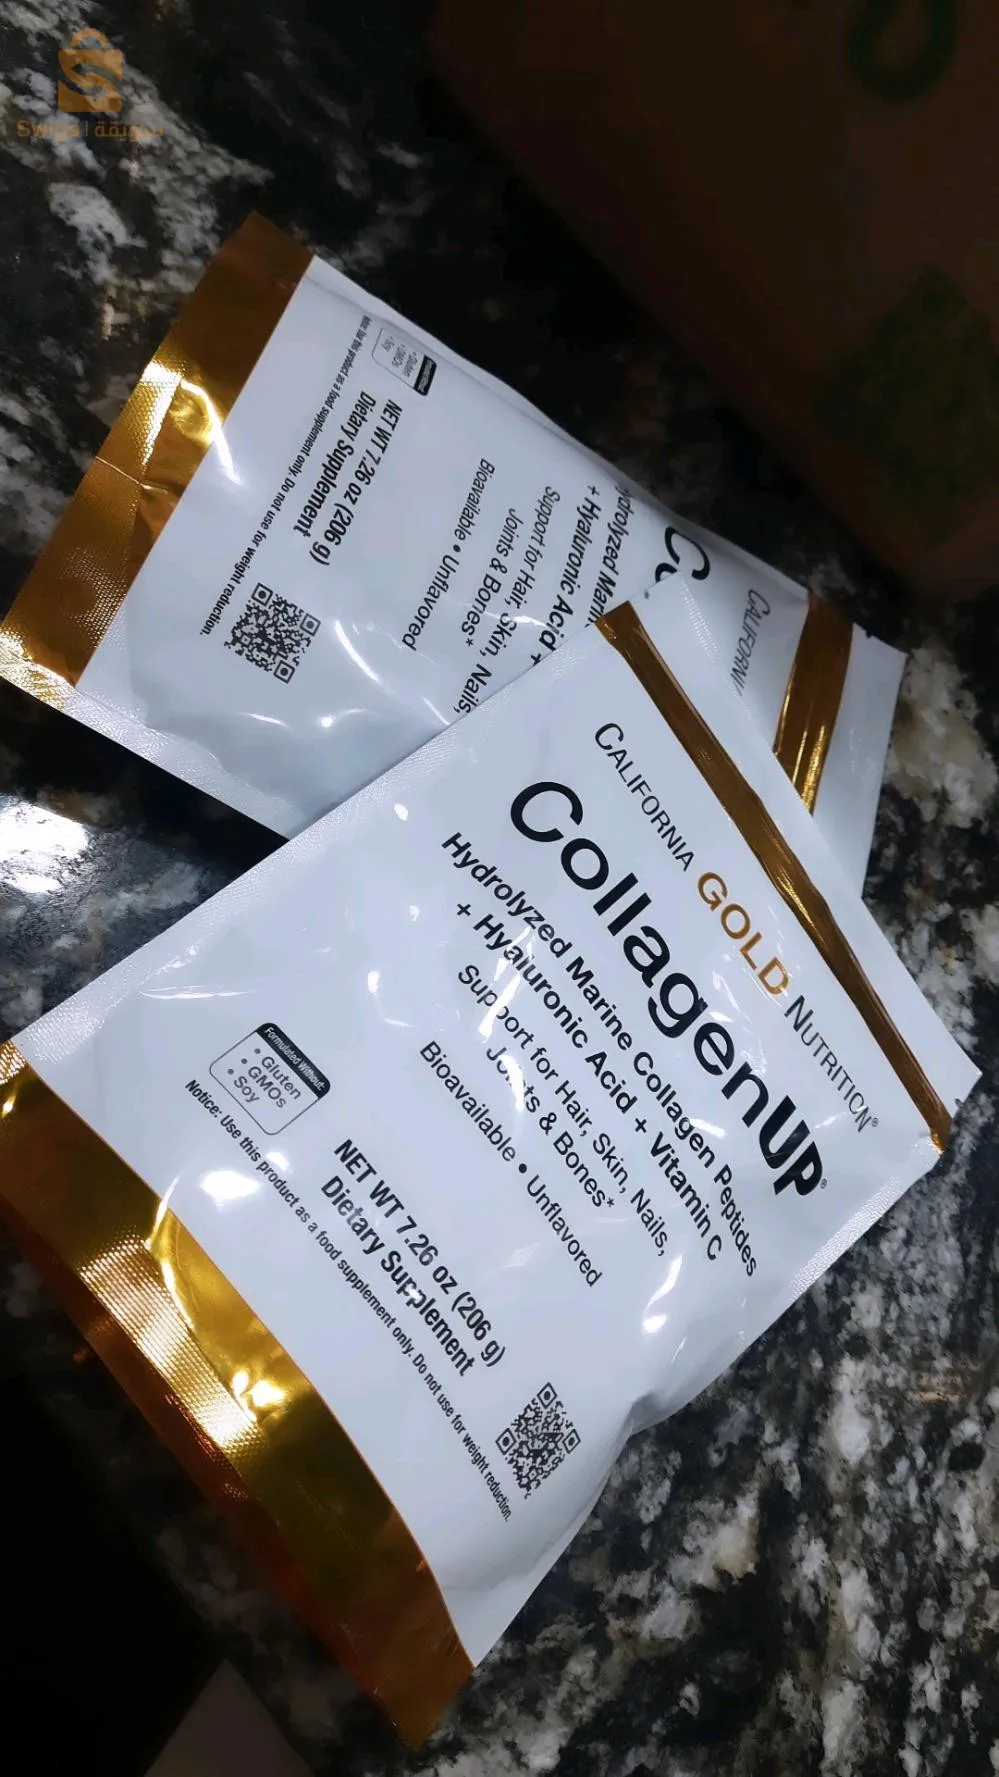 Swiqa | سويقة
CALIFORNIA GOLD NUTRITION®
CollagenUP®
Hydrolyzed Marine Collagen Peptides
+ Hyaluronic Acid + Vitamin C
Support for Hair, Skin, Nails,
Joints & Bones*
Bioavailable • Unflavored
Formulated Without:
• Gluten
• GMOs
• Soy
NET WT 7.26 oz (206 g)
Dietary Supplement
Notice: Use this product as a food supplement only. Do not use for weight reduction.
+ Hyaluronic Acid +
Support for Hair, Skin, Nails,
Joints & Bones*
Bioavailable • Unflavored
• Gluten
• GMOs
• Soy
NET WT 7.26 oz (206 g)
Dietary Supplement
Use this product as a food supplement only. Do not use for weight reduction.